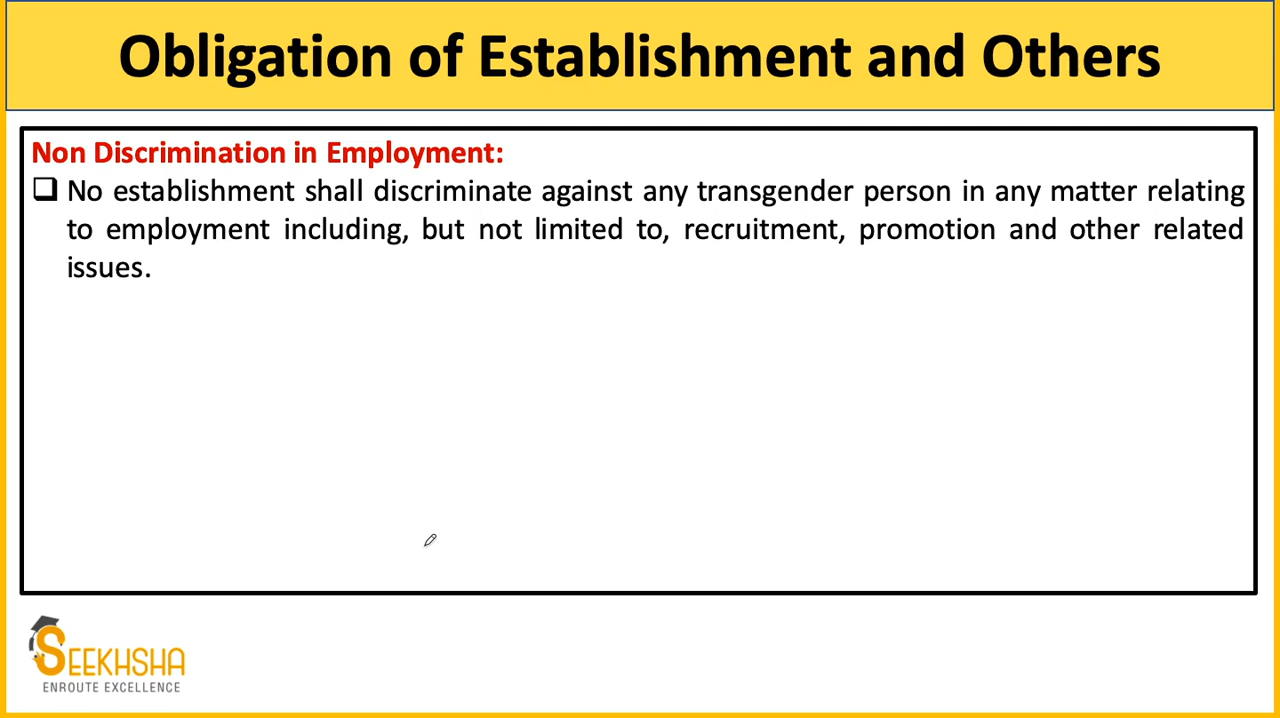 Obligation of Establishment and Others
Non Discrimination in Employment:
No establishment shall discriminate against any transgender person in any matter relating
to employment including, but not limited to, recruitment, promotion and other related
issues.
SEEKHSHA
ENROUTE EXCELLENCE